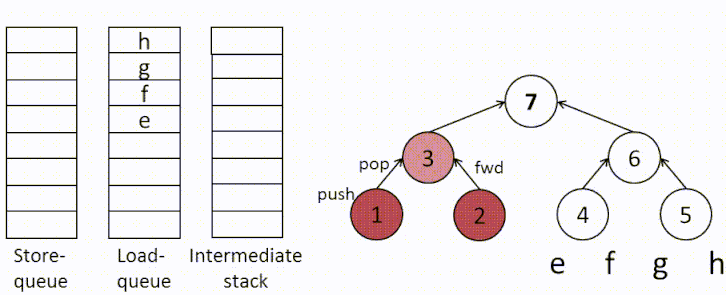 h
g
f
e
Store-
queue
Load-
queue
Intermediate
stack
7
3
6
pop
fwd
push
1
2
4
5
e f g h